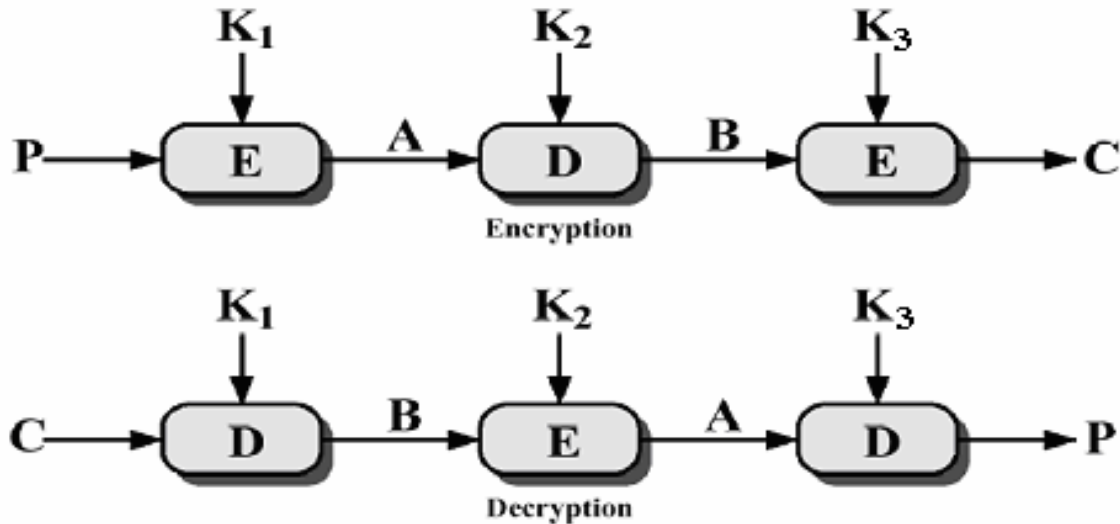 K₁ K₂ K₃
P E A D B E C
Encryption
K₁ K₂ K₃
C D B E A D P
Decryption